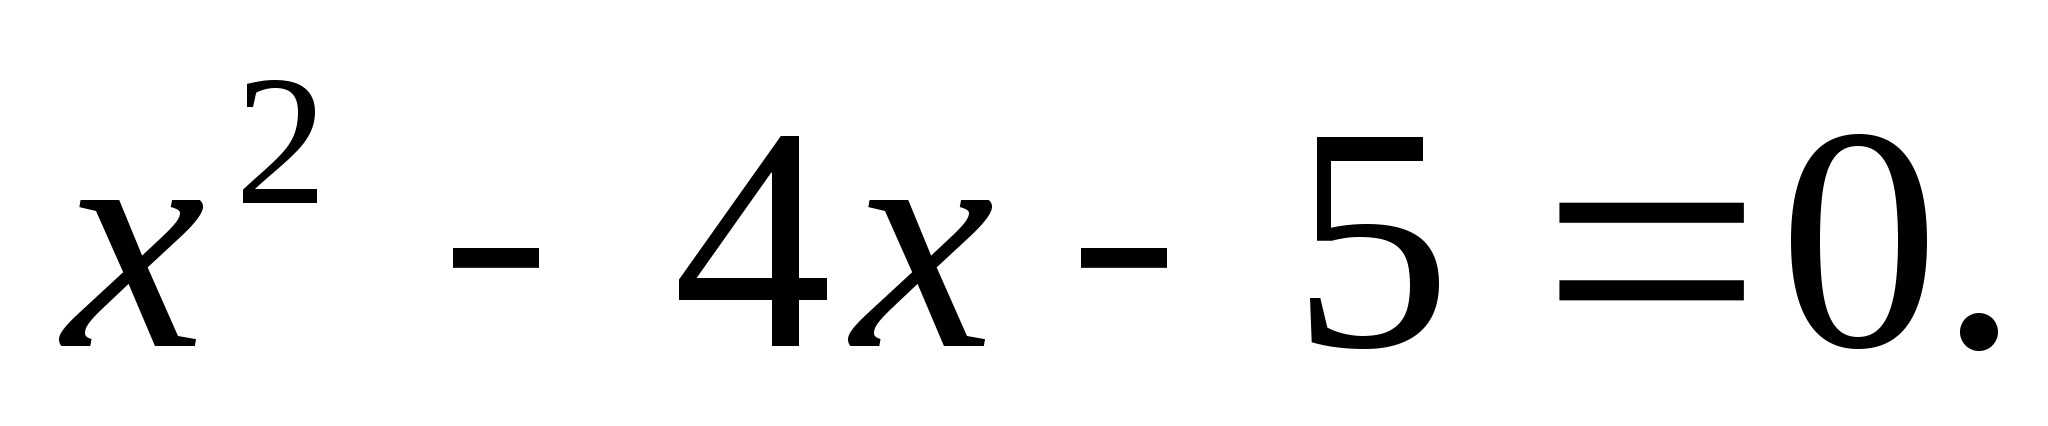 x² - 4x - 5 = 0.